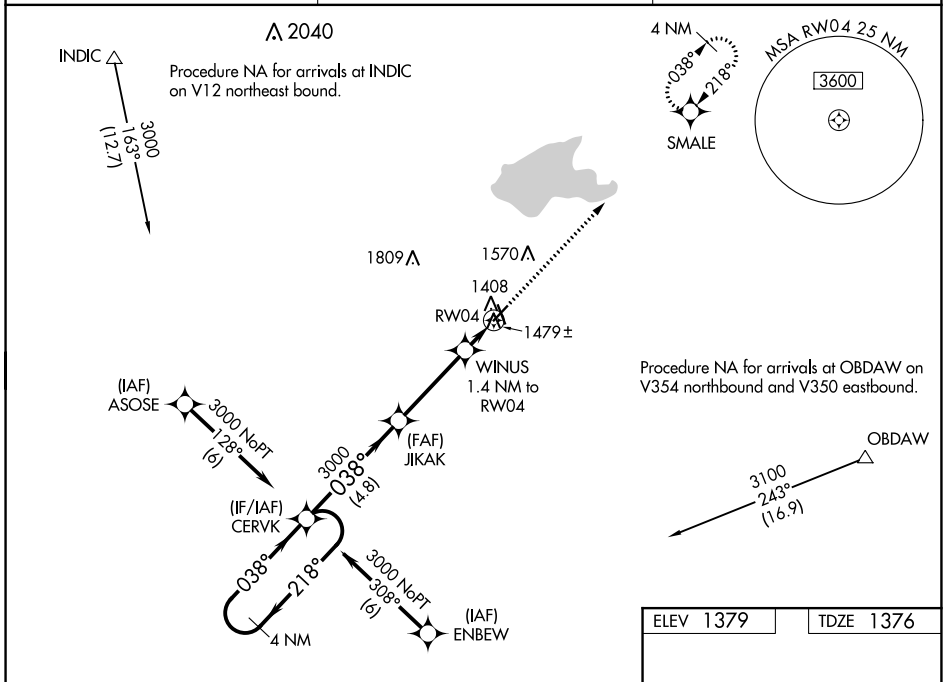 2040
INDIC
Procedure NA for arrivals at INDIC
on V12 northeast bound.
3000
163°
(12.7)
4 NM
038°
218°
SMALE
MSA RW04 25 NM
3600
1809
1570
1408
RW04
1479±
WINUS
1.4 NM to
RW04
Procedure NA for arrivals at OBDAW on
V354 northbound and V350 eastbound.
OBDAW
3100
243°
(16.9)
(IAF)
ASOSE
3000 NoPT
128°
(6)
(FAF)
JIKAK
3000
038°
(4.8)
(IF/IAF)
CERVK
038°
218°
4 NM
3000 NoPT
308°
(6)
(IAF)
ENBEW
ELEV 1379
TDZE 1376